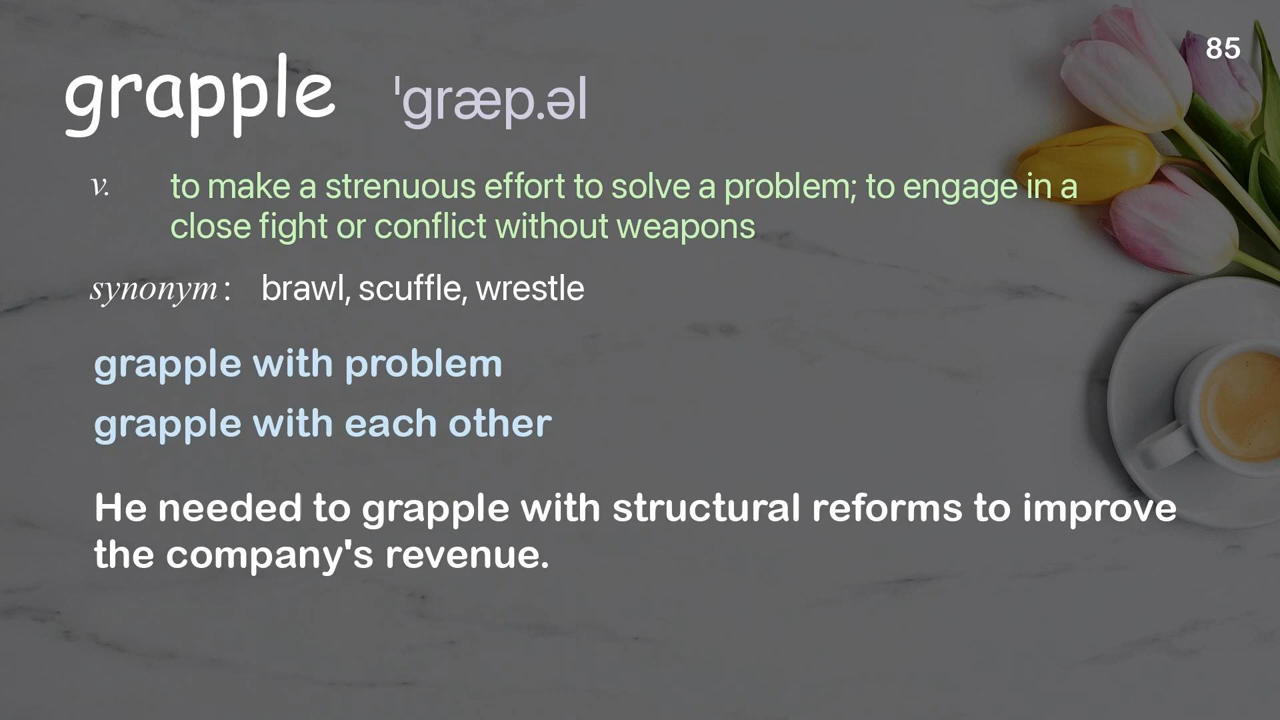 85
grapple ˈgræp.əl
v. to make a strenuous effort to solve a problem; to engage in a
close fight or conflict without weapons
synonym : brawl, scuffle, wrestle
grapple with problem
grapple with each other
He needed to grapple with structural reforms to improve
the company's revenue.